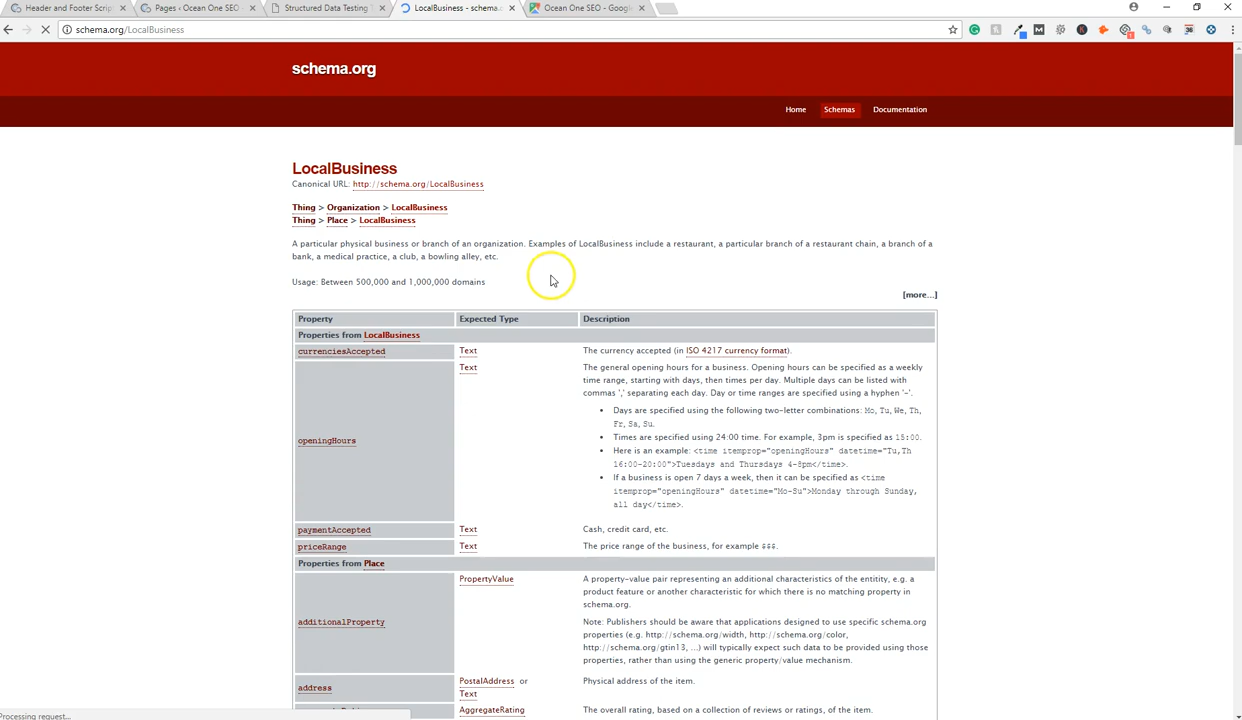 Header and Footer Scrip
Pages ‹ Ocean One SEO —
Structured Data Testing T
LocalBusiness - schema.o
Ocean One SEO - Google
schema.org/LocalBusiness
schema.org
Home Schemas Documentation
LocalBusiness
Canonical URL: http://schema.org/LocalBusiness
Thing > Organization > LocalBusiness
Thing > Place > LocalBusiness
A particular physical business or branch of an organization. Examples of LocalBusiness include a restaurant, a particular branch of a restaurant chain, a branch of a
bank, a medical practice, a club, a bowling alley, etc.
Usage: Between 500,000 and 1,000,000 domains
[more...]
Property Expected Type Description
Properties from LocalBusiness
currenciesAccepted Text The currency accepted (in ISO 4217 currency format).
openingHours Text The general opening hours for a business. Opening hours can be specified as a weekly
time range, starting with days, then times per day. Multiple days can be listed with
commas ',' separating each day. Day or time ranges are specified using a hyphen '-'.
• Days are specified using the following two-letter combinations: Mo, Tu, We, Th,
Fr, Sa, Su.
• Times are specified using 24:00 time. For example, 3pm is specified as 15:00.
• Here is an example: <time itemprop="openingHours" datetime="Tu,Th
16:00-20:00">Tuesdays and Thursdays 4-8pm</time>.
• If a business is open 7 days a week, then it can be specified as <time
itemprop="openingHours" datetime="Mo-Su">Monday through Sunday,
all day</time>.
paymentAccepted Text Cash, credit card, etc.
priceRange Text The price range of the business, for example $$$.
Properties from Place
additionalProperty PropertyValue A property-value pair representing an additional characteristics of the entitity, e.g. a
product feature or another characteristic for which there is no matching property in
schema.org.
Note: Publishers should be aware that applications designed to use specific schema.org
properties (e.g. http://schema.org/width, http://schema.org/color,
http://schema.org/gtin13, ...) will typically expect such data to be provided using those
properties, rather than using the generic property/value mechanism.
address PostalAddress or Physical address of the item.
Text
AggregateRating The overall rating, based on a collection of reviews or ratings, of the item.
Processing request...